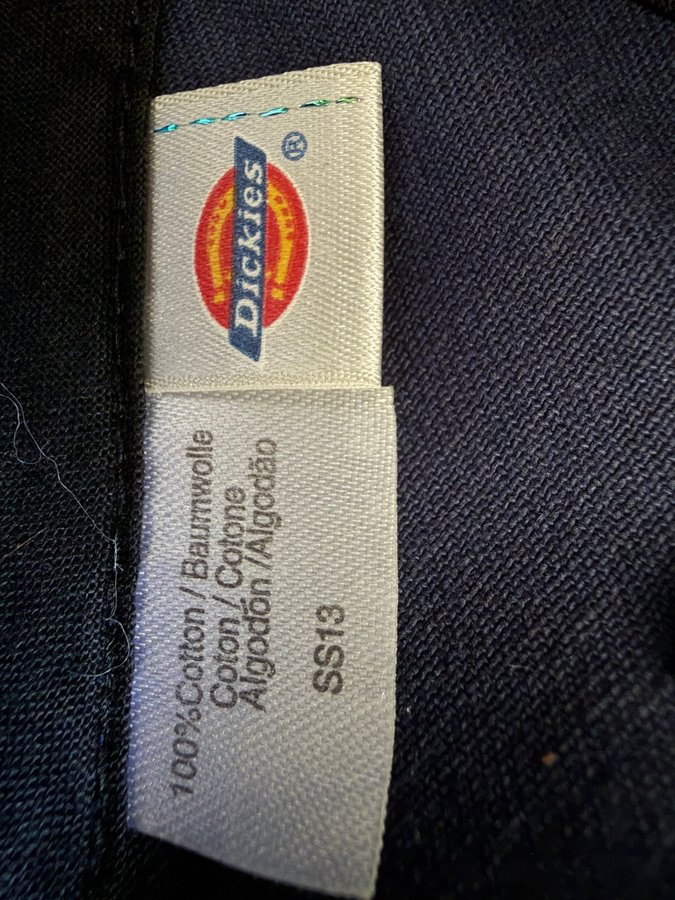 Dickies®
100%Cotton / Baumwolle
Coton / Cotone
Algodón /Algodão
SS13